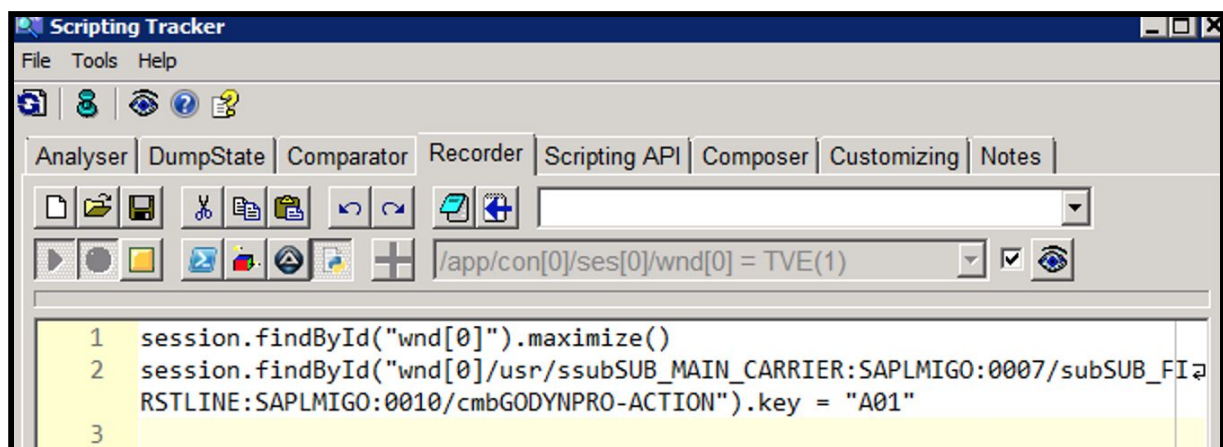 Scripting Tracker
File Tools Help
Analyser DumpState Comparator Recorder Scripting API Composer Customizing Notes
/app/con[0]/ses[0]/wnd[0] = TVE(1)
1 session.findById("wnd[0]").maximize()
2 session.findById("wnd[0]/usr/ssubSUB_MAIN_CARRIER:SAPLMIGO:0007/subSUB_FI
RSTLINE:SAPLMIGO:0010/cmbGODYNPRO-ACTION").key = "A01"
3